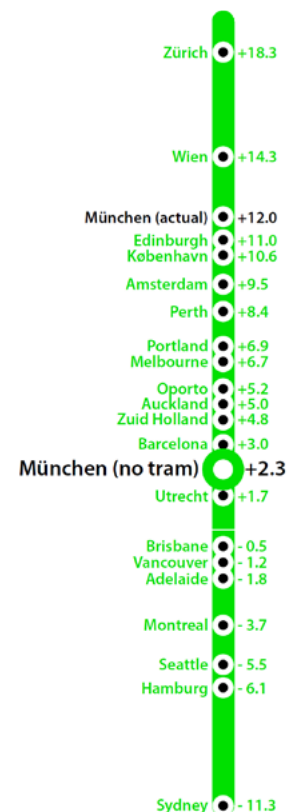 Zürich +18.3
Wien +14.3
München (actual) +12.0
Edinburgh +11.0
København +10.6
Amsterdam +9.5
Perth +8.4
Portland +6.9
Melbourne +6.7
Oporto +5.2
Auckland +5.0
Zuid Holland +4.8
Barcelona +3.0
München (no tram) +2.3
Utrecht +1.7
Brisbane - 0.5
Vancouver - 1.2
Adelaide - 1.8
Montreal - 3.7
Seattle - 5.5
Hamburg - 6.1
Sydney - 11.3